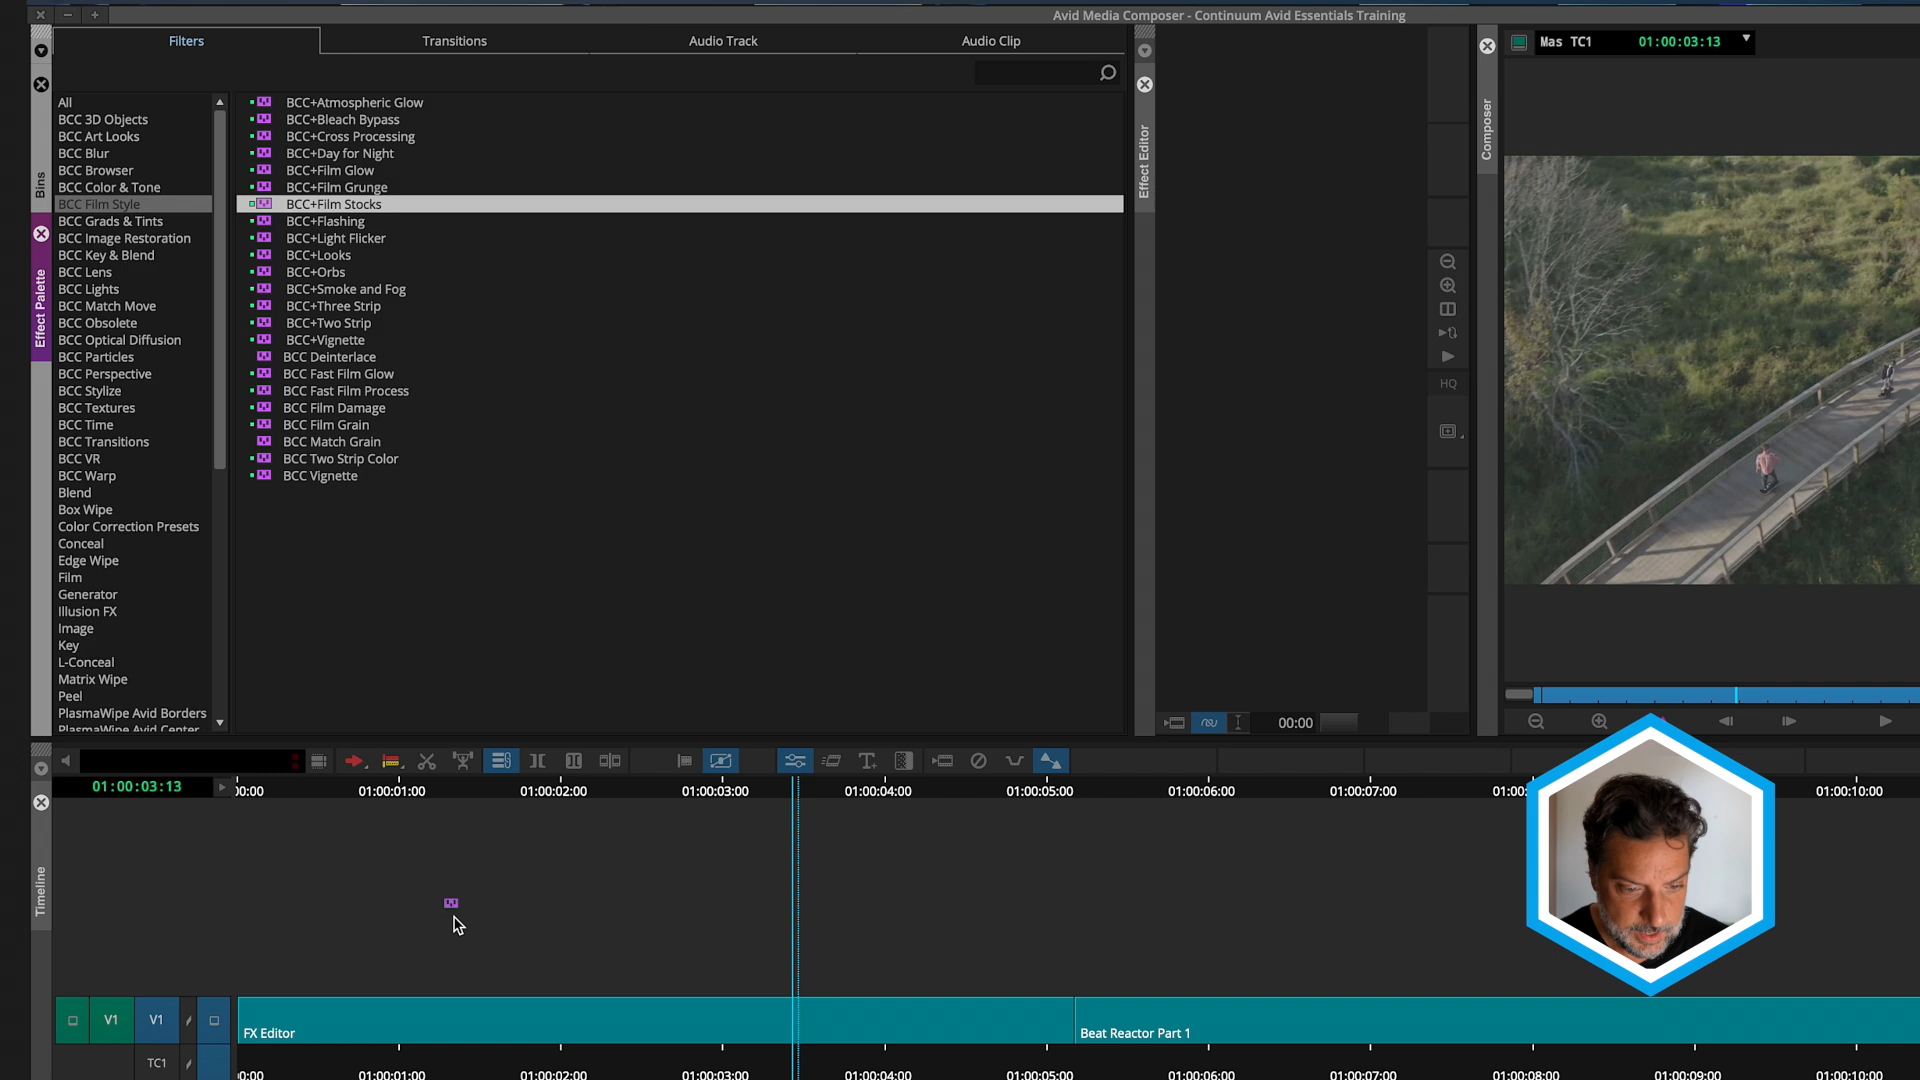 Avid Media Composer - Continuum Avid Essentials Training
Filters
Transitions
Audio Track
Audio Clip
Mas TC1
01:00:03:13
Bins
Effect Palette
All
BCC 3D Objects
BCC Art Looks
BCC Blur
BCC Browser
BCC Color & Tone
BCC Film Style
BCC Grads & Tints
BCC Image Restoration
BCC Key & Blend
BCC Lens
BCC Lights
BCC Match Move
BCC Obsolete
BCC Optical Diffusion
BCC Particles
BCC Perspective
BCC Stylize
BCC Textures
BCC Time
BCC Transitions
BCC VR
BCC Warp
Blend
Box Wipe
Color Correction Presets
Conceal
Edge Wipe
Film
Generator
Illusion FX
Image
Key
L-Conceal
Matrix Wipe
Peel
PlasmaWipe Avid Borders
PlasmaWipe Avid Center
BCC+Atmospheric Glow
BCC+Bleach Bypass
BCC+Cross Processing
BCC+Day for Night
BCC+Film Glow
BCC+Film Grunge
BCC+Film Stocks
BCC+Flashing
BCC+Light Flicker
BCC+Looks
BCC+Orbs
BCC+Smoke and Fog
BCC+Three Strip
BCC+Two Strip
BCC+Vignette
BCC Deinterlace
BCC Fast Film Glow
BCC Fast Film Process
BCC Film Damage
BCC Film Grain
BCC Match Grain
BCC Two Strip Color
BCC Vignette
Effect Editor
HQ
00:00
Composer
Timeline
01:00:03:13
00:00
01:00:01:00
01:00:02:00
01:00:03:00
01:00:04:00
01:00:05:00
01:00:06:00
01:00:07:00
01:00:10:00
V1
V1
FX Editor
Beat Reactor Part 1
TC1
00:00
01:00:01:00
01:00:02:00
01:00:03:00
01:00:04:00
01:00:05:00
01:00:06:00
01:00:07:00
01:00:08:00
01:00:09:00
01:00:10:00